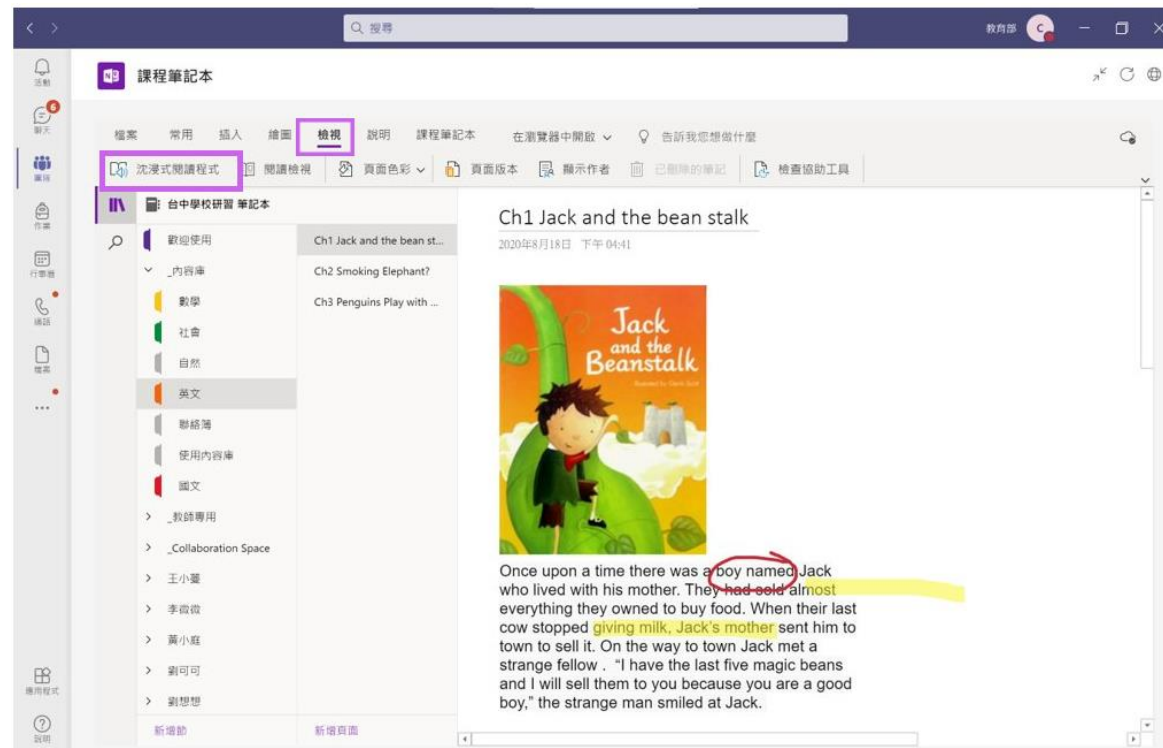 搜尋
教育部
C
活動
課程筆記本
6
聊天
檔案 常用 插入 繪圖 檢視 說明 課程筆記本 在瀏覽器中開啟 告訴我您想做什麼
團隊
沈浸式閱讀程式 閱讀檢視 頁面色彩 頁面版本 顯示作者 已刪除的筆記 檢查協助工具
作業
行事曆
通話
檔案
...
應用程式
說明
台中學校研習 筆記本
歡迎使用
_內容庫
數學
社會
自然
英文
聯絡簿
使用內容庫
國文
_教師專用
_Collaboration Space
王小蔓
李微微
黃小庭
劉可可
劉想想
新增節
Ch1 Jack and the bean st...
Ch2 Smoking Elephant?
Ch3 Penguins Play with ...
新增頁面
Ch1 Jack and the bean stalk
2020年8月18日 下午 04:41
Jack
and the
Beanstalk
Once upon a time there was a boy named Jack
who lived with his mother. They had sold almost
everything they owned to buy food. When their last
cow stopped giving milk, Jack's mother sent him to
town to sell it. On the way to town Jack met a
strange fellow . “I have the last five magic beans
and I will sell them to you because you are a good
boy,” the strange man smiled at Jack.